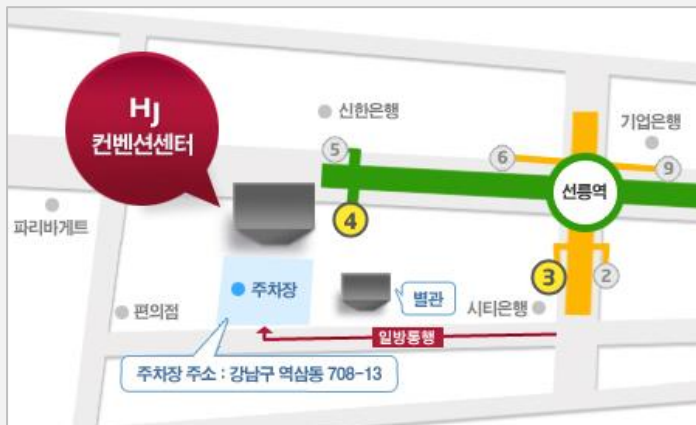 HJ
컨벤션센터
신한은행
기업은행
5
6
9
선릉역
파리바게트
4
3
2
주차장
별관
시티은행
편의점
일방통행
주차장 주소 : 강남구 역삼동 708-13